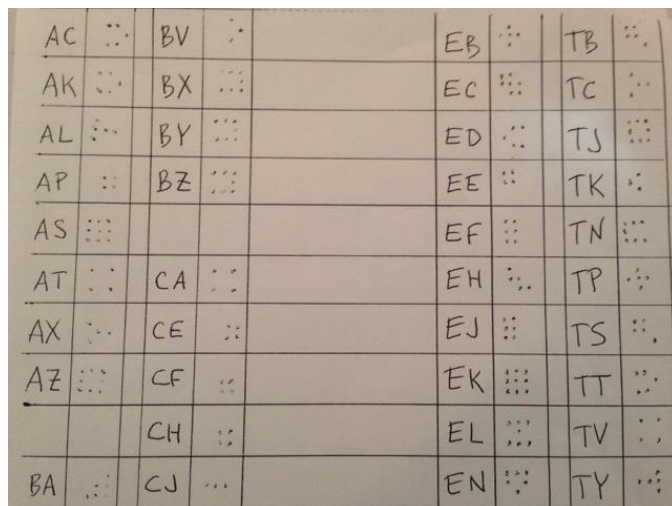 AC BV EB TB
AK BX EC TC
AL BY ED TJ
AP BZ EE TK
AS EF TN
AT CA EH TP
AX CE EJ TS
AZ CF EK TT
CH EL TV
BA CJ EN TY